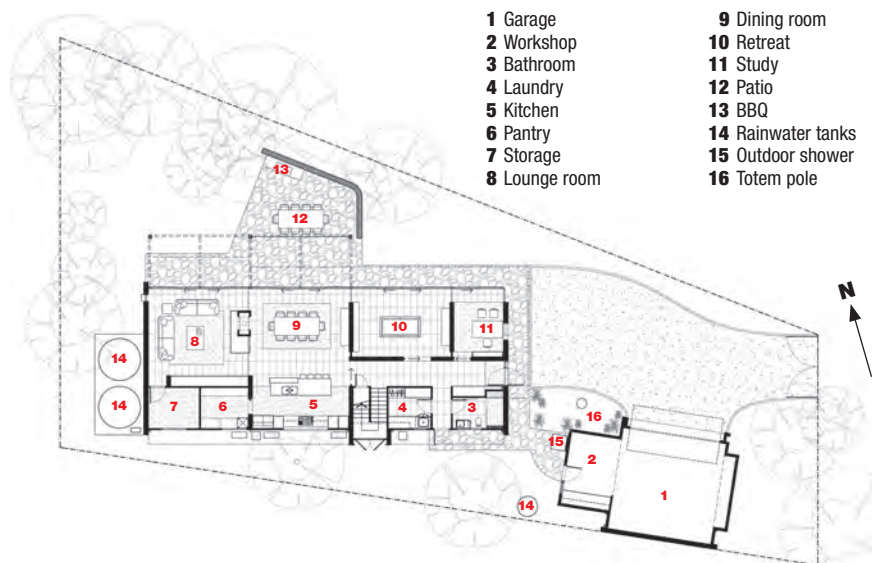 1 Garage
2 Workshop
3 Bathroom
4 Laundry
5 Kitchen
6 Pantry
7 Storage
8 Lounge room
9 Dining room
10 Retreat
11 Study
12 Patio
13 BBQ
14 Rainwater tanks
15 Outdoor shower
16 Totem pole
13
12
N
9
10
11
8
14
14
7
6
5
4
3
16
15
2
1
14